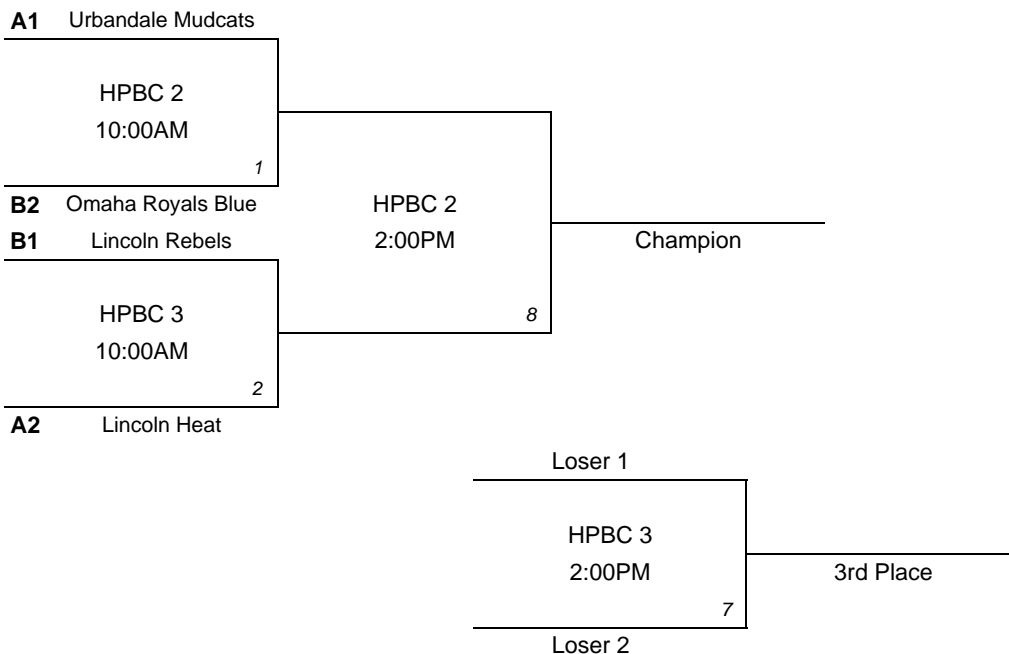 A1 Urbandale Mudcats
HPBC 2
10:00AM
1
B2 Omaha Royals Blue
HPBC 2
B1 Lincoln Rebels
2:00PM
Champion
HPBC 3
8
10:00AM
2
A2 Lincoln Heat
Loser 1
HPBC 3
2:00PM
3rd Place
7
Loser 2